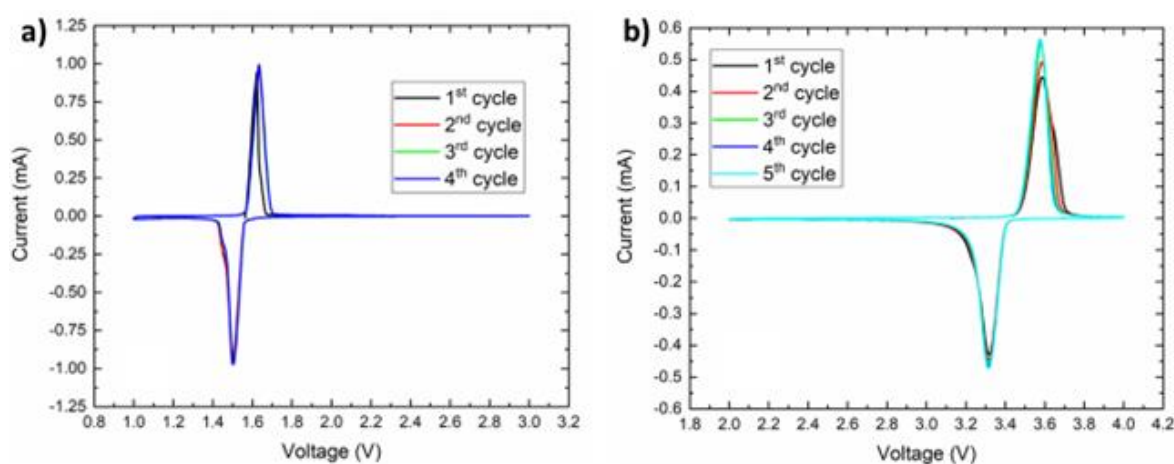 a)
1.25
1.00
0.75
0.50
0.25
0.00
-0.25
-0.50
-0.75
-1.00
-1.25
Current (mA)
1st cycle
2nd cycle
3rd cycle
4th cycle
0.8 1.0 1.2 1.4 1.6 1.8 2.0 2.2 2.4 2.6 2.8 3.0 3.2
Voltage (V)
b)
0.6
0.5
0.4
0.3
0.2
0.1
0.0
-0.1
-0.2
-0.3
-0.4
-0.5
-0.6
Current (mA)
1st cycle
2nd cycle
3rd cycle
4th cycle
5th cycle
1.8 2.0 2.2 2.4 2.6 2.8 3.0 3.2 3.4 3.6 3.8 4.0 4.2
Voltage (V)